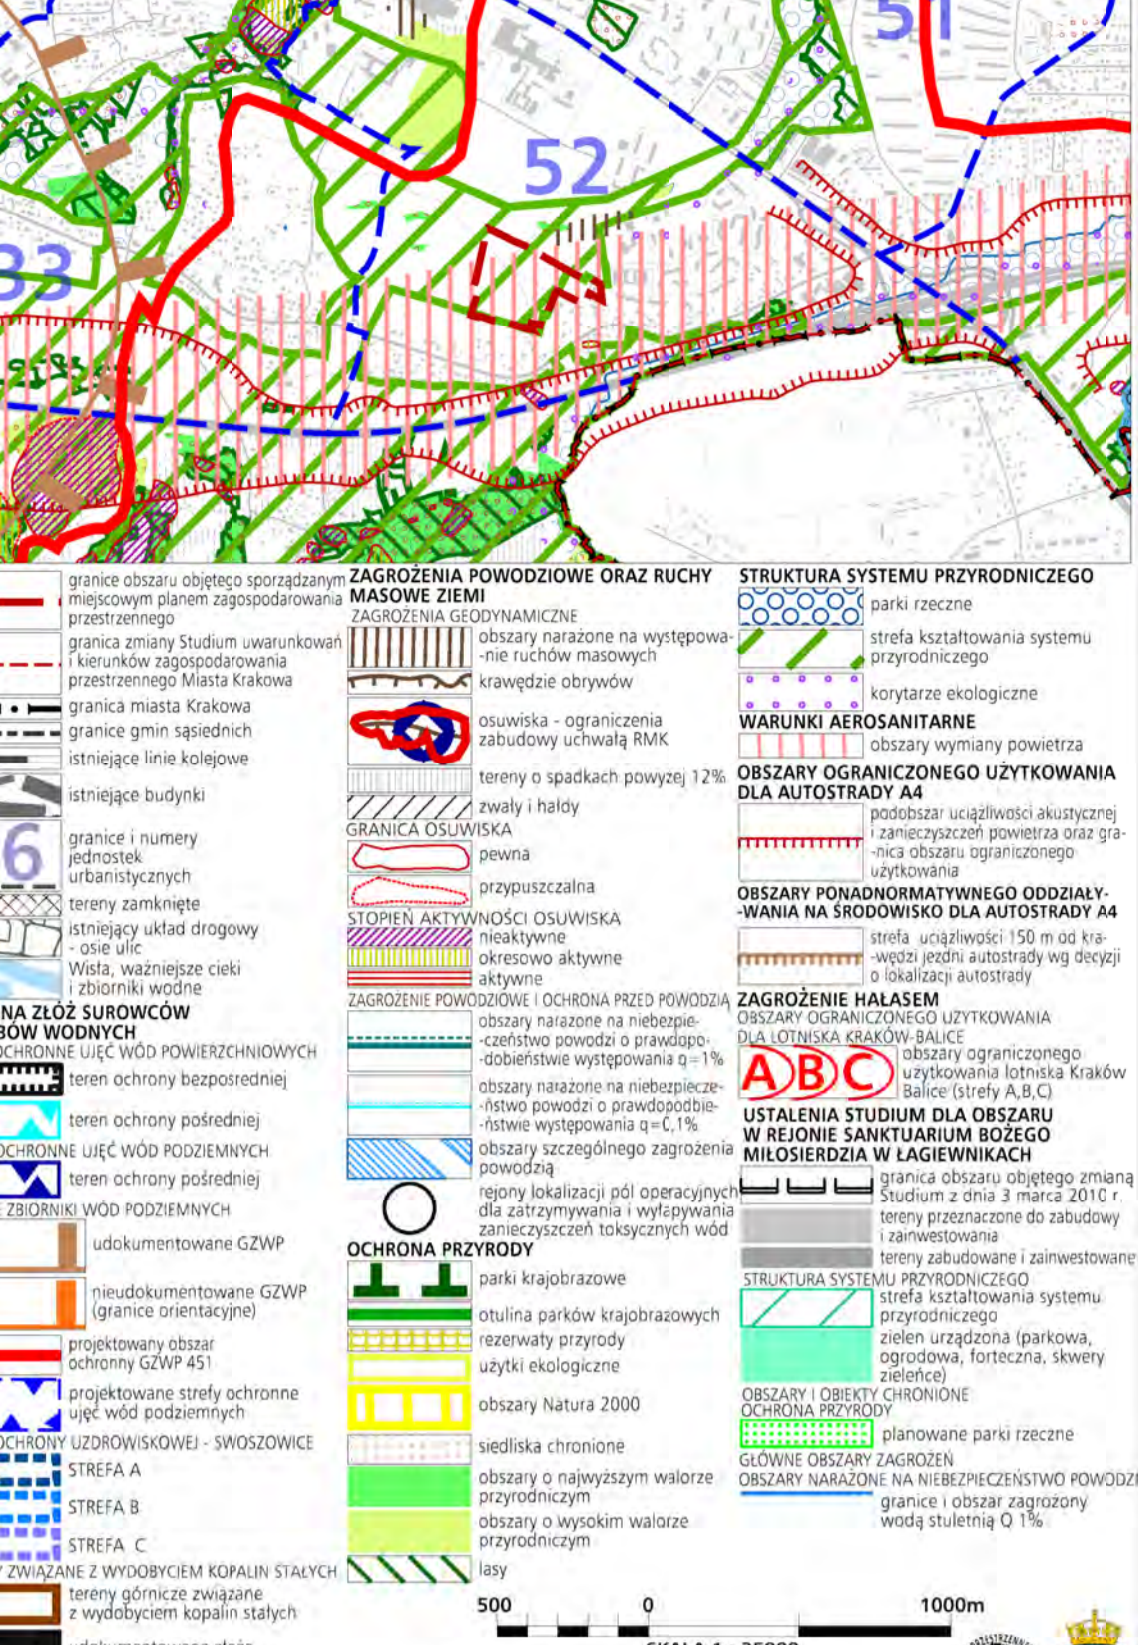 51
52
33
granice obszaru objętego sporządzanym
miejscowym planem zagospodarowania
przestrzennego
granica zmiany Studium uwarunkowań
i kierunków zagospodarowania
przestrzennego Miasta Krakowa
granica miasta Krakowa
granice gmin sąsiednich
istniejące linie kolejowe
istniejące budynki
6
granice i numery
jednostek
urbanistycznych
tereny zamknięte
istniejący układ drogowy
- osie ulic
Wisła, ważniejsze cieki
i zbiorniki wodne
NA ZŁÓŻ SUROWCÓW
BÓW WODNYCH
OCHRONNE UJĘĆ WÓD POWIERZCHNIOWYCH
teren ochrony bezpośredniej
teren ochrony pośredniej
OCHRONNE UJĘĆ WÓD PODZIEMNYCH
teren ochrony pośredniej
E ZBIORNIKI WÓD PODZIEMNYCH
udokumentowane GZWP
nieudokumentowane GZWP
(granice orientacyjne)
projektowany obszar
ochronny GZWP 451
projektowane strefy ochronne
ujęć wód podziemnych
OCHRONY UZDROWISKOWEJ - SWOSZOWICE
STREFA A
STREFA B
STREFA C
Y ZWIĄZANE Z WYDOBYCIEM KOPALIN STAŁYCH
tereny górnicze związane
z wydobyciem kopalin stałych
ZAGROŻENIA POWODZIOWE ORAZ RUCHY
MASOWE ZIEMI
ZAGROŻENIA GEODYNAMICZNE
obszary narażone na występowa-
-nie ruchów masowych
krawędzie obrywów
osuwiska - ograniczenia
zabudowy uchwałą RMK
tereny o spadkach powyżej 12%
zwały i hałdy
GRANICA OSUWISKA
pewna
przypuszczalna
STOPIEŃ AKTYWNOŚCI OSUWISKA
nieaktywne
okresowo aktywne
aktywne
ZAGROŻENIE POWODZIOWE I OCHRONA PRZED POWODZIĄ
obszary narażone na niebezpie-
-czeństwo powodzi o prawdopo-
-dobieństwie występowania q=1%
obszary narażone na niebezpiecze-
-ństwo powodzi o prawdopodbie-
-ństwie występowania q=0,1%
obszary szczególnego zagrożenia
powodzią
rejony lokalizacji pól operacyjnych
dla zatrzymywania i wyłapywania
zanieczyszczeń toksycznych wód
OCHRONA PRZYRODY
parki krajobrazowe
otulina parków krajobrazowych
rezerwaty przyrody
użytki ekologiczne
obszary Natura 2000
siedliska chronione
obszary o najwyższym walorze
przyrodniczym
obszary o wysokim walorze
przyrodniczym
lasy
STRUKTURA SYSTEMU PRZYRODNICZEGO
parki rzeczne
strefa kształtowania systemu
przyrodniczego
korytarze ekologiczne
WARUNKI AEROSANITARNE
obszary wymiany powietrza
OBSZARY OGRANICZONEGO UŻYTKOWANIA
DLA AUTOSTRADY A4
podobszar uciążliwości akustycznej
i zanieczyszczeń powietrza oraz gra-
-nica obszaru ograniczonego
użytkowania
OBSZARY PONADNORMATYWNEGO ODDZIAŁY-
-WANIA NA ŚRODOWISKO DLA AUTOSTRADY A4
strefa uciążliwości 150 m od kra-
-wędzi jezdni autostrady wg decyzji
o lokalizacji autostrady
ZAGROŻENIE HAŁASEM
OBSZARY OGRANICZONEGO UŻYTKOWANIA
DLA LOTNISKA KRAKÓW-BALICE
A B C
obszary ograniczonego
użytkowania lotniska Kraków
Balice (strefy A,B,C)
USTALENIA STUDIUM DLA OBSZARU
W REJONIE SANKTUARIUM BOŻEGO
MIŁOSIERDZIA W ŁAGIEWNIKACH
granica obszaru objętego zmianą
Studium z dnia 3 marca 2010 r.
tereny przeznaczone do zabudowy
i zainwestowania
tereny zabudowane i zainwestowane
STRUKTURA SYSTEMU PRZYRODNICZEGO
strefa kształtowania systemu
przyrodniczego
zieleń urządzona (parkowa,
ogrodowa, forteczna, skwery
zieleńce)
OBSZARY I OBIEKTY CHRONIONE
OCHRONA PRZYRODY
planowane parki rzeczne
GŁÓWNE OBSZARY ZAGROŻEŃ
OBSZARY NARAŻONE NA NIEBEZPIECZEŃSTWO POWODZI
granice i obszar zagrożony
wodą stuletnią Q 1%
500 0 1000m